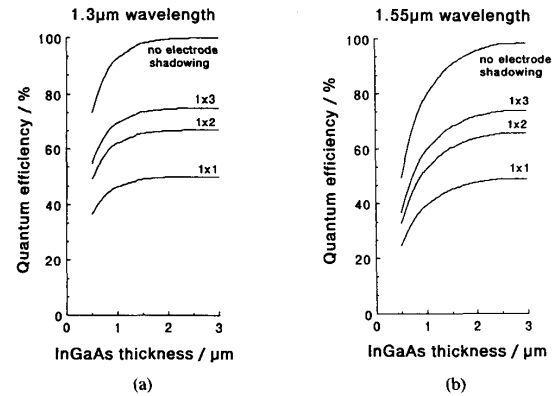 1.3μm wavelength
100
80
60
40
20
0
Quantum efficiency / %
no electrode
shadowing
1x3
1x2
1x1
0
1
2
3
InGaAs thickness / μm
(a)
1.55μm wavelength
100
80
60
40
20
0
Quantum efficiency / %
no electrode
shadowing
1x3
1x2
1x1
0
1
2
3
InGaAs thickness / μm
(b)